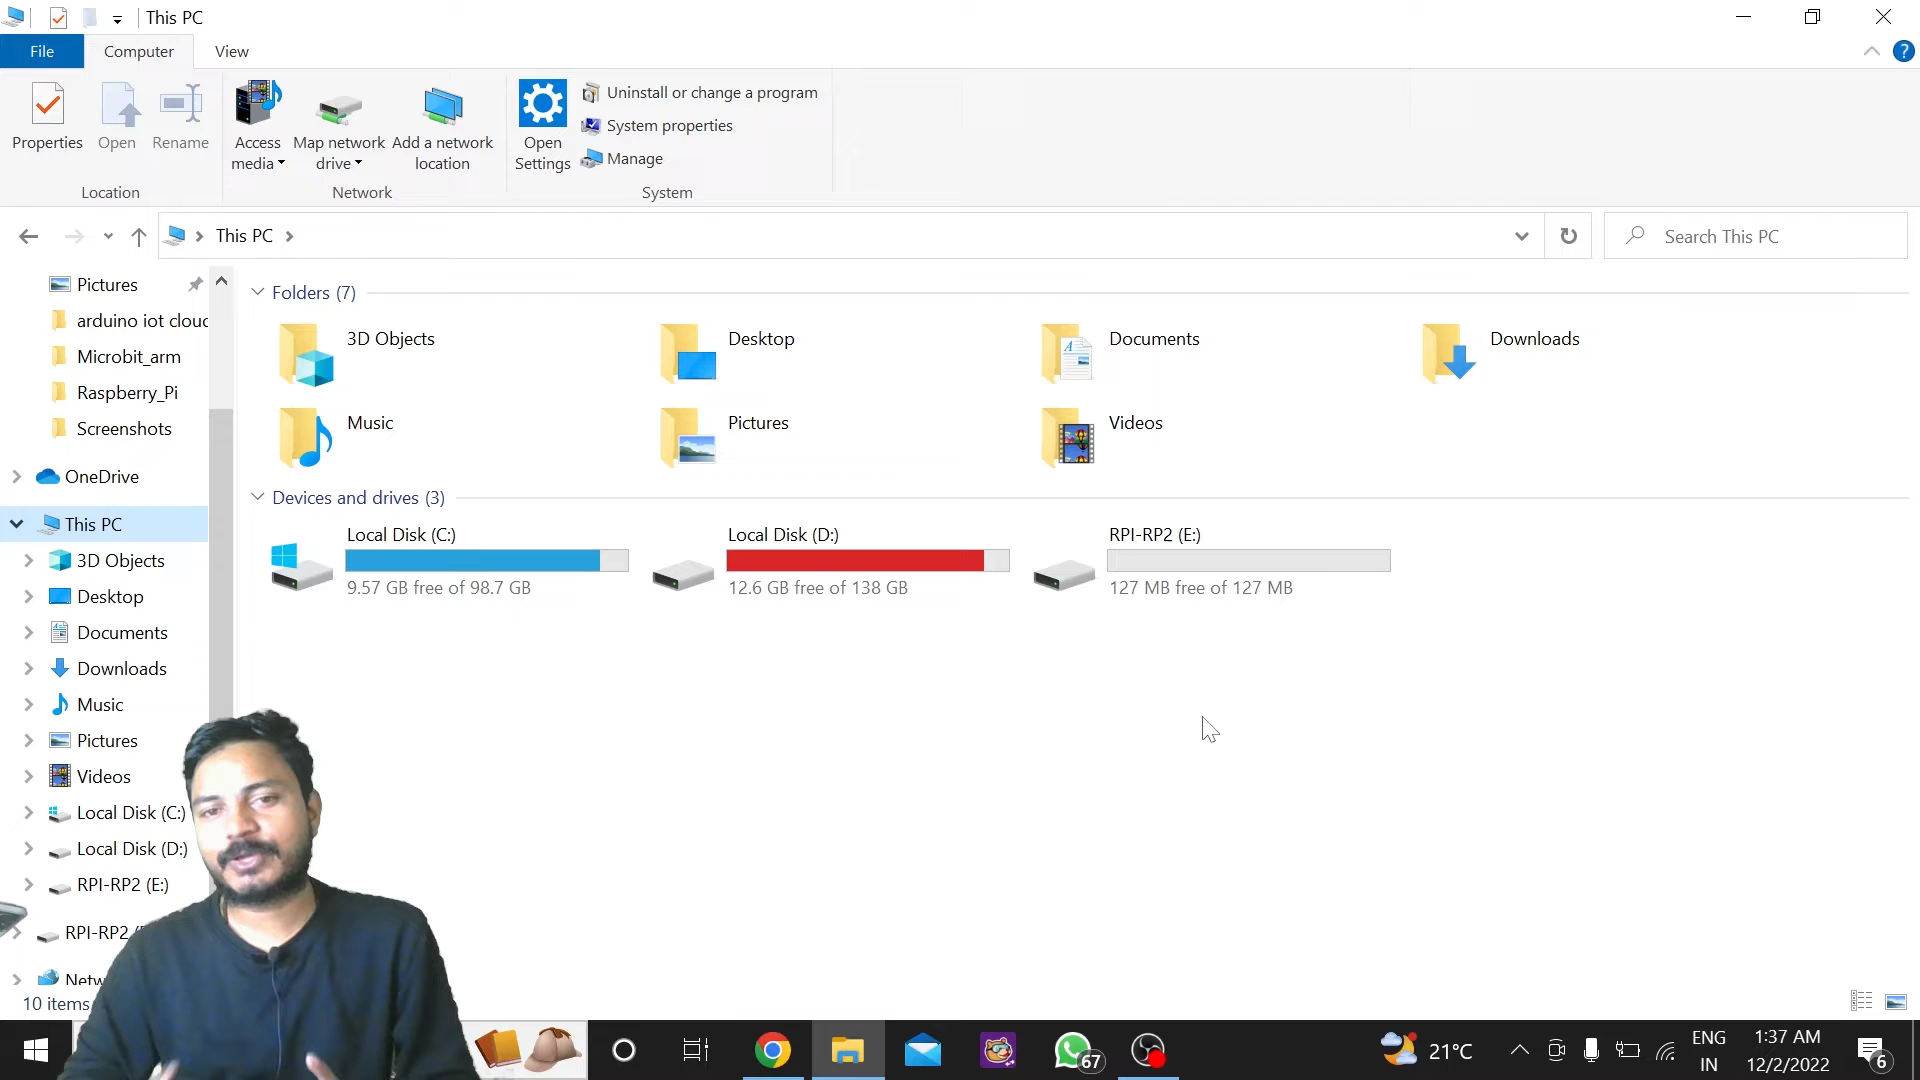 This PC
File
Computer
View
Properties
Open
Rename
Access media
Map network drive
Add a network location
Open Settings
Uninstall or change a program
System properties
Manage
Location
Network
System
This PC
Search This PC
Pictures
arduino iot clou
Microbit_arm
Raspberry_Pi
Screenshots
OneDrive
This PC
3D Objects
Desktop
Documents
Downloads
Music
Pictures
Videos
Local Disk (C:)
Local Disk (D:)
RPI-RP2 (E:)
RPI-RP2
Netw
Folders (7)
3D Objects
Desktop
Documents
Downloads
Music
Pictures
Videos
Devices and drives (3)
Local Disk (C:)
9.57 GB free of 98.7 GB
Local Disk (D:)
12.6 GB free of 138 GB
RPI-RP2 (E:)
127 MB free of 127 MB
10 items
67
21°C
ENG
IN
1:37 AM
12/2/2022
6